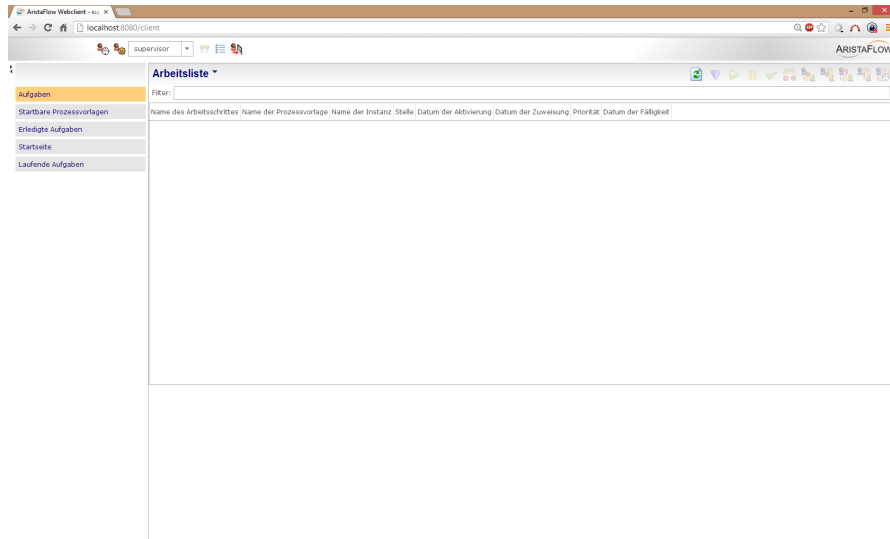 AristaFlow Webclient - su
localhost:8080/client
supervisor
ARISTAFLOW
Arbeitsliste
Aufgaben
Filter:
Startbare Prozessvorlagen
Name des Arbeitsschrittes Name der Prozessvorlage Name der Instanz Stelle Datum der Aktivierung Datum der Zuweisung Priorität Datum der Fälligkeit
Erledigte Aufgaben
Startseite
Laufende Aufgaben